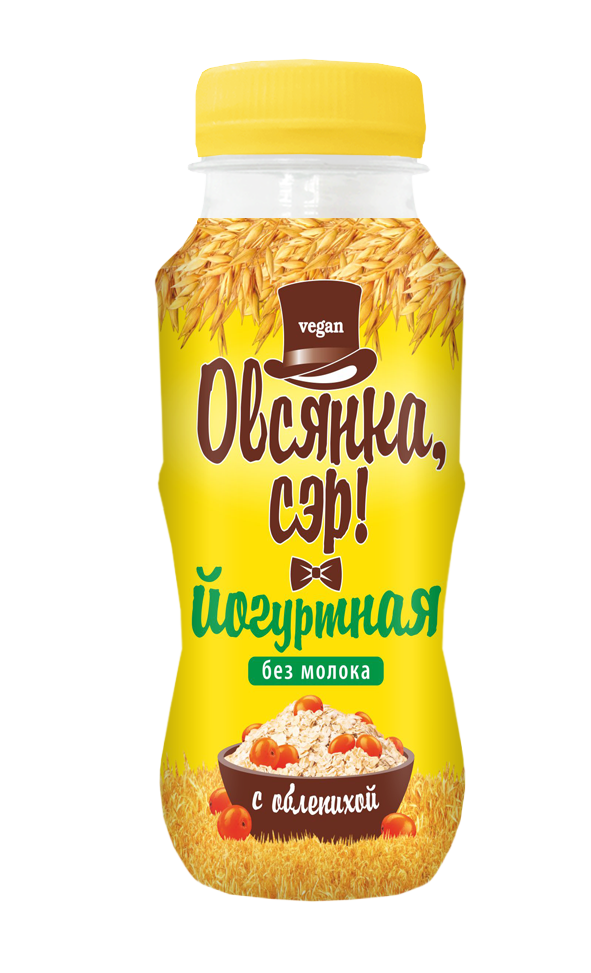 vegan
Овсянка,
сэр!
йогуртная
без молока
с облепихой